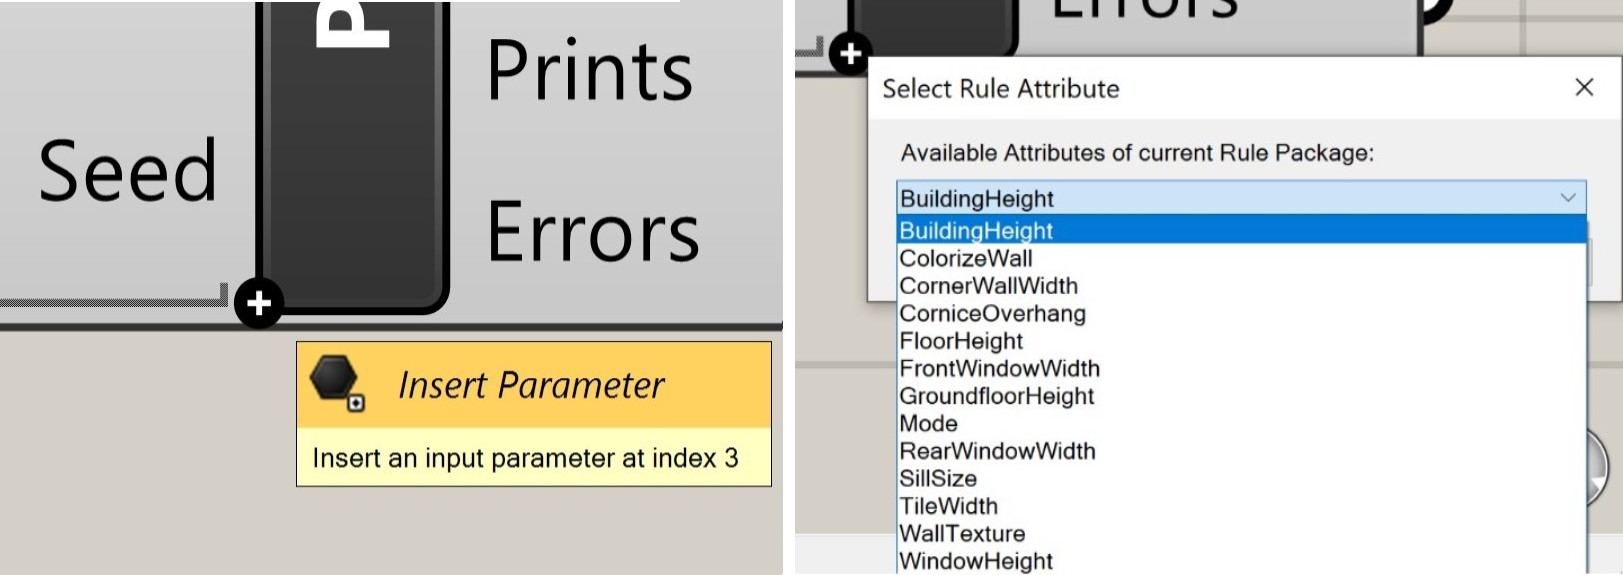 P
Prints
Seed
Errors
Insert Parameter
Insert an input parameter at index 3
Errors
Select Rule Attribute
Available Attributes of current Rule Package:
BuildingHeight
BuildingHeight
ColorizeWall
CornerWallWidth
CorniceOverhang
FloorHeight
FrontWindowWidth
GroundfloorHeight
Mode
RearWindowWidth
SillSize
TileWidth
WallTexture
WindowHeight